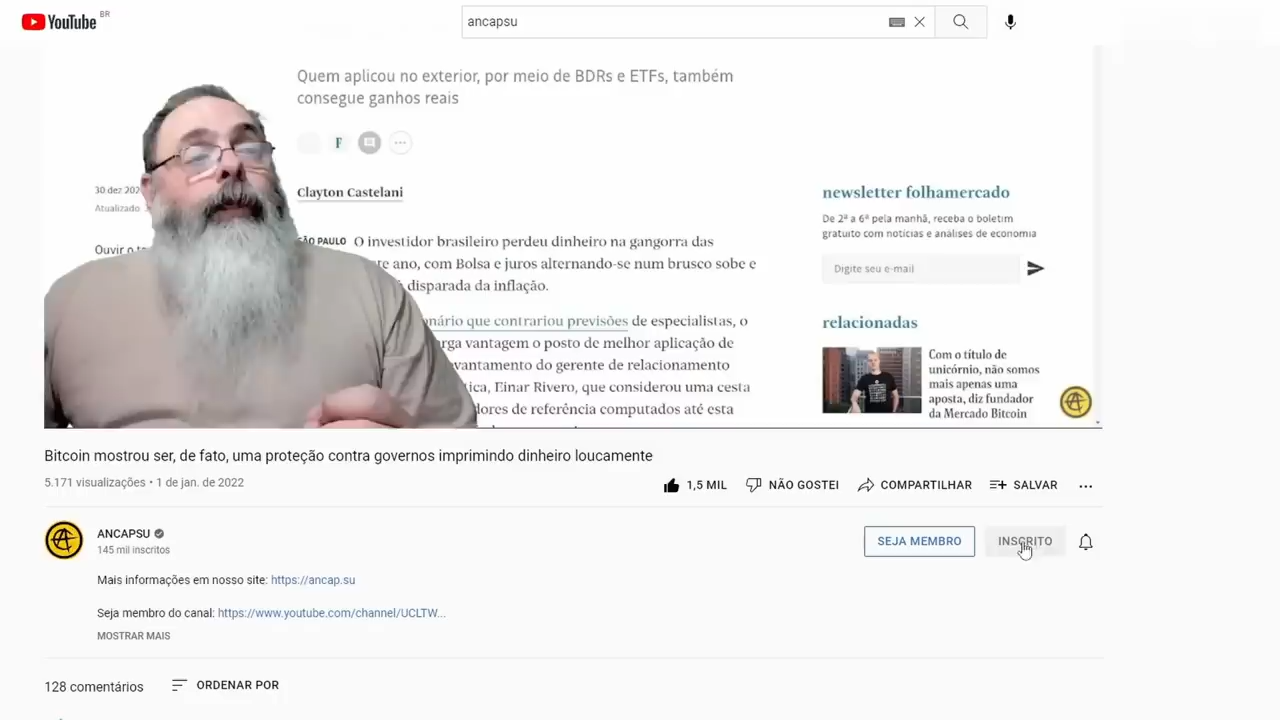 YouTube BR
ancapsu
Quem aplicou no exterior, por meio de BDRs e ETFs, também
consegue ganhos reais
F
30 dez 202
Atualizado
Ouvir o
Clayton Castelani
SÃO PAULO O investidor brasileiro perdeu dinheiro na gangorra das
te ano, com Bolsa e juros alternando-se num brusco sobe e
disparada da inflação.
nário que contrariou previsões de especialistas, o
rga vantagem o posto de melhor aplicação de
vantamento do gerente de relacionamento
tica, Einar Rivero, que considerou uma cesta
dores de referência computados até esta
newsletter folhamercado
De 2ª a 6ª pela manhã, receba o boletim
gratuito com notícias e análises de economia
Digite seu e-mail
relacionadas
Com o título de
unicórnio, não somos
mais apenas uma
aposta, diz fundador
da Mercado Bitcoin
Bitcoin mostrou ser, de fato, uma proteção contra governos imprimindo dinheiro loucamente
5.171 visualizações • 1 de jan. de 2022
1,5 MIL NÃO GOSTEI COMPARTILHAR SALVAR ...
ANCAPSU
145 mil inscritos
SEJA MEMBRO INSCRITO
Mais informações em nosso site: https://ancap.su
Seja membro do canal: https://www.youtube.com/channel/UCLTW...
MOSTRAR MAIS
128 comentários ORDENAR POR